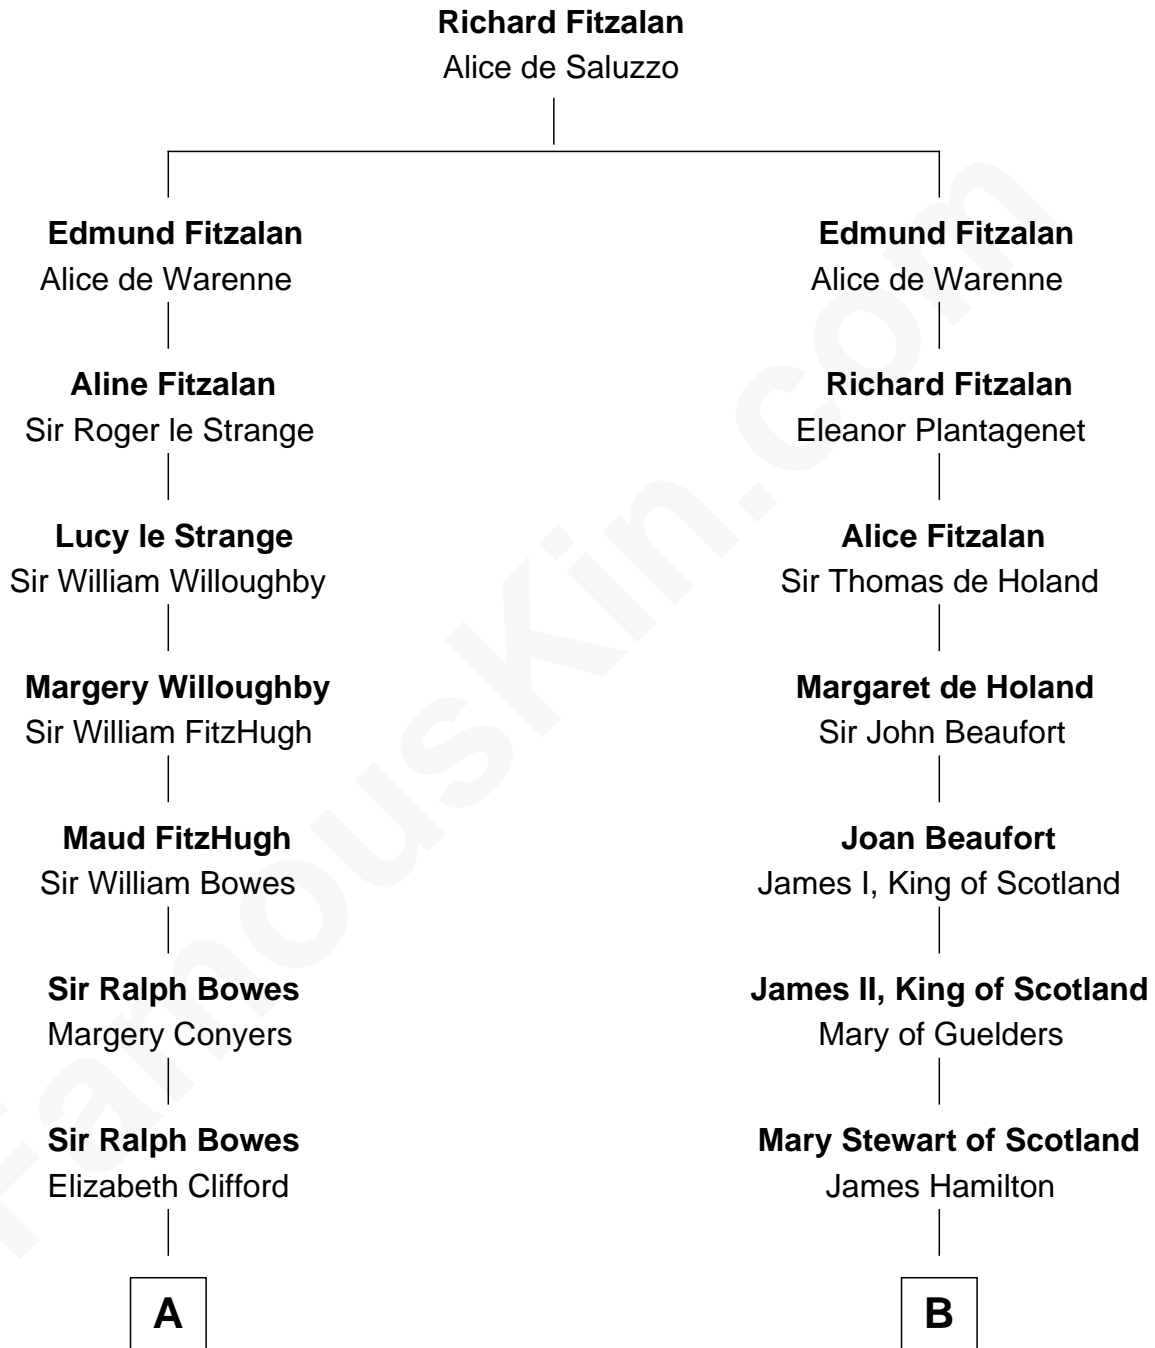 Richard Fitzalan
Alice de Saluzzo
Edmund Fitzalan
Alice de Warenne
Edmund Fitzalan
Alice de Warenne
Aline Fitzalan
Sir Roger le Strange
Richard Fitzalan
Eleanor Plantagenet
Lucy le Strange
Sir William Willoughby
Alice Fitzalan
Sir Thomas de Holand
Margery Willoughby
Sir William FitzHugh
Margaret de Holand
Sir John Beaufort
Maud FitzHugh
Sir William Bowes
Joan Beaufort
James I, King of Scotland
Sir Ralph Bowes
Margery Conyers
James II, King of Scotland
Mary of Guelders
Sir Ralph Bowes
Elizabeth Clifford
Mary Stewart of Scotland
James Hamilton
A
B
FamousKin.com